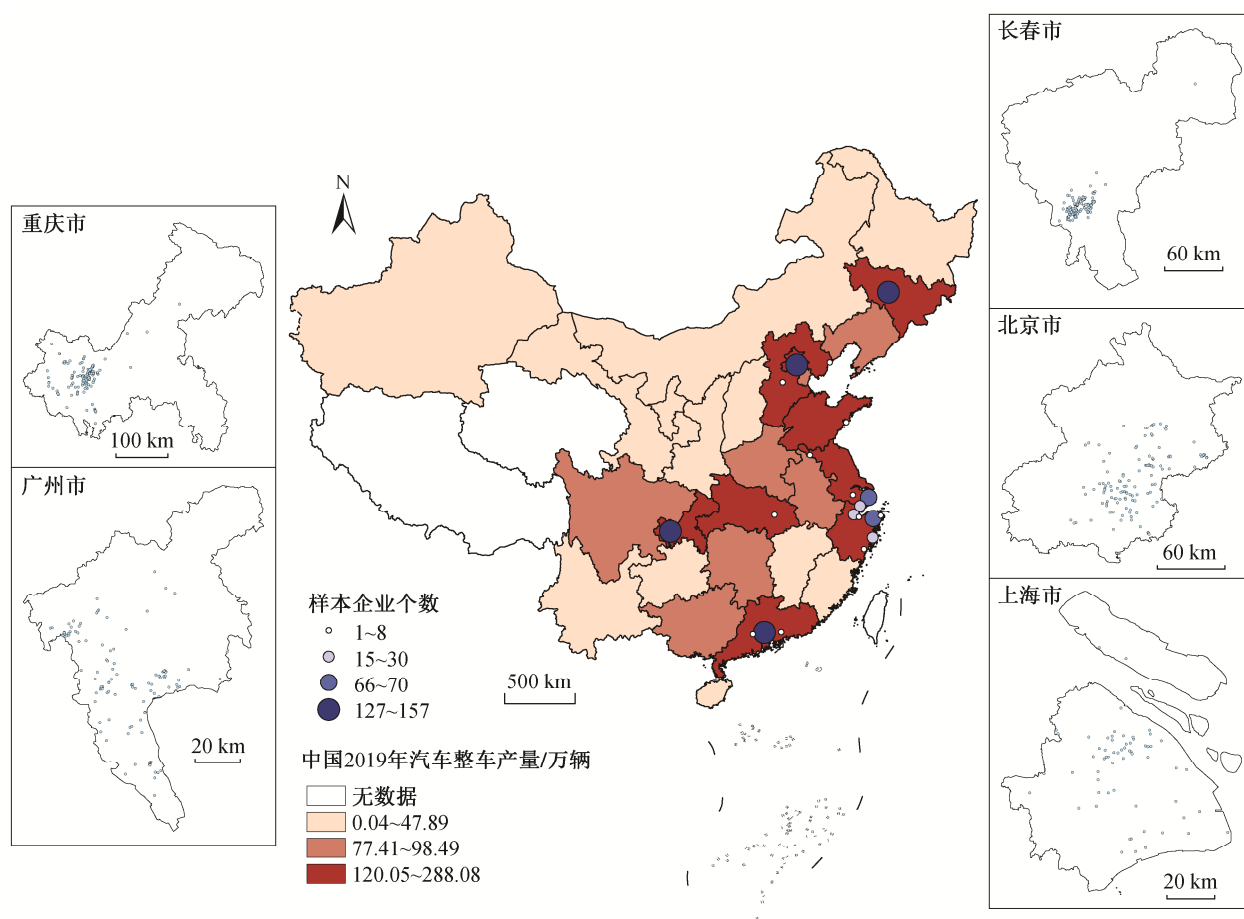 重庆市
100 km
广州市
20 km
N
样本企业个数
1~8
15~30
66~70
127~157
500 km
中国2019年汽车整车产量/万辆
无数据
0.04~47.89
77.41~98.49
120.05~288.08
长春市
60 km
北京市
60 km
上海市
20 km